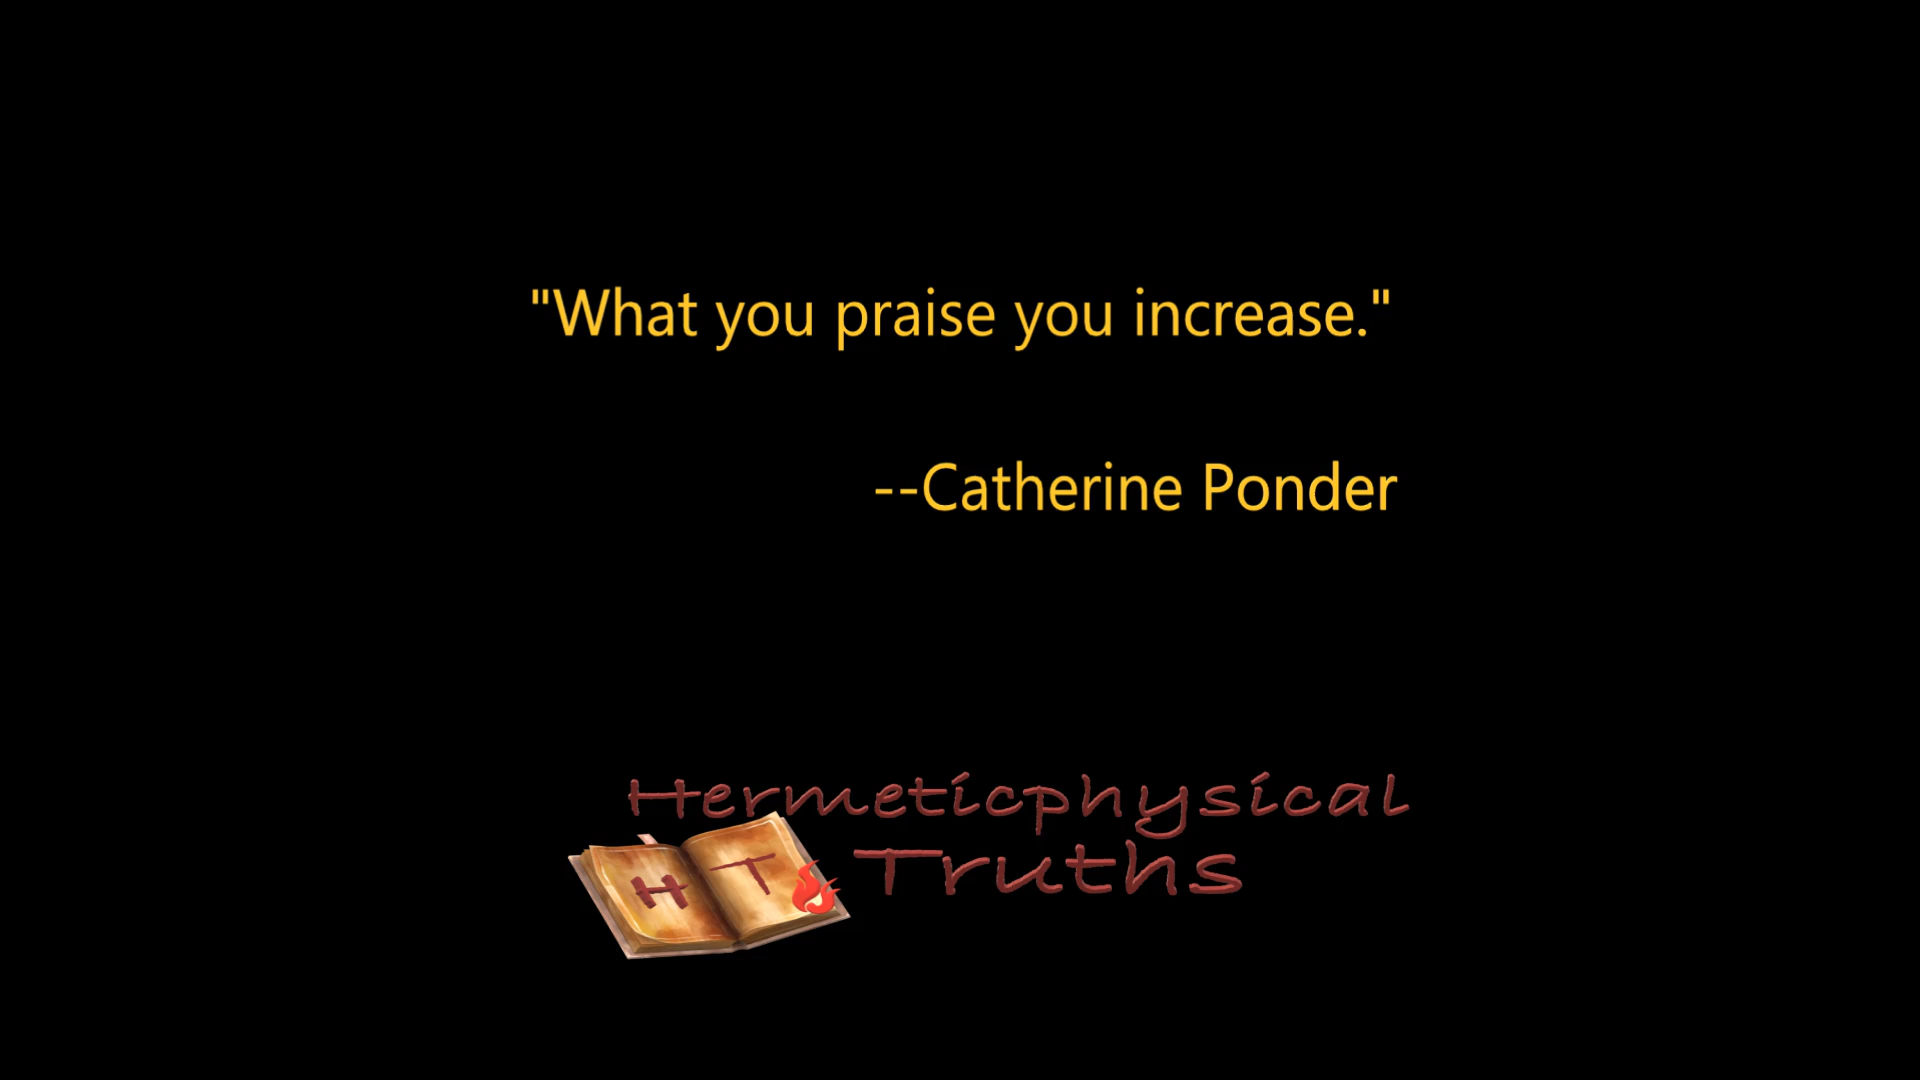 "What you praise you increase."
--Catherine Ponder
Hermeticphysical
Truths
H T